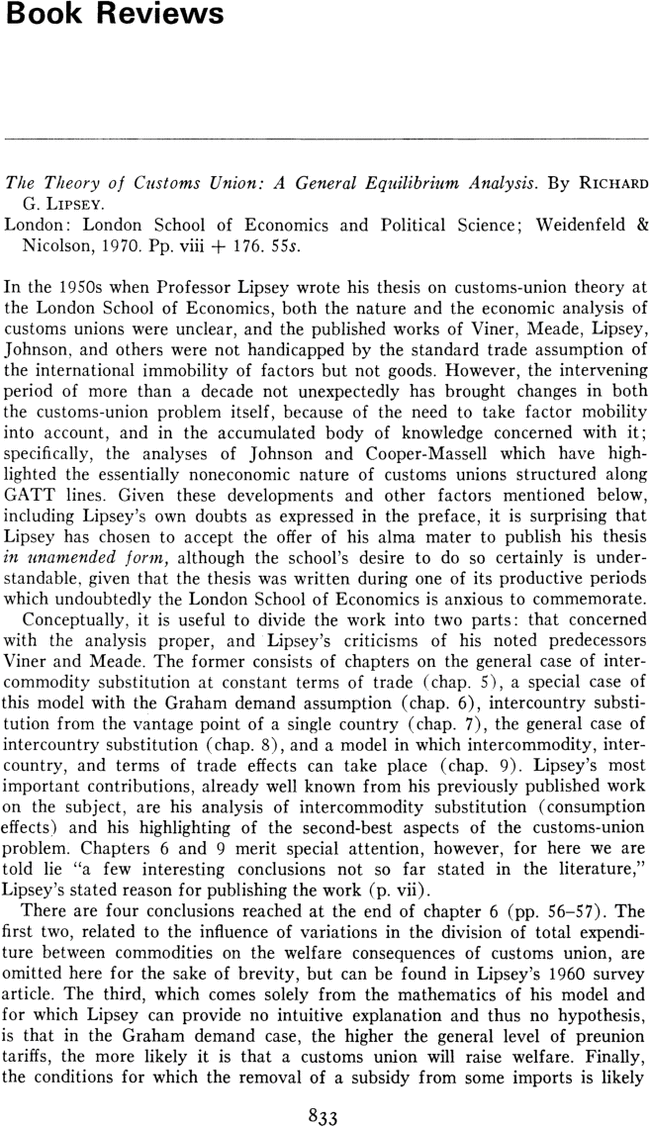 Book Reviews
The Theory of Customs Union: A General Equilibrium Analysis. By RICHARD
G. LIPSEY.
London: London School of Economics and Political Science; Weidenfeld &
Nicolson, 1970. Pp. viii + 176. 55s.
In the 1950s when Professor Lipsey wrote his thesis on customs-union theory at
the London School of Economics, both the nature and the economic analysis of
customs unions were unclear, and the published works of Viner, Meade, Lipsey,
Johnson, and others were not handicapped by the standard trade assumption of
the international immobility of factors but not goods. However, the intervening
period of more than a decade not unexpectedly has brought changes in both
the customs-union problem itself, because of the need to take factor mobility
into account, and in the accumulated body of knowledge concerned with it;
specifically, the analyses of Johnson and Cooper-Massell which have high-
lighted the essentially noneconomic nature of customs unions structured along
GATT lines. Given these developments and other factors mentioned below,
including Lipsey's own doubts as expressed in the preface, it is surprising that
Lipsey has chosen to accept the offer of his alma mater to publish his thesis
in unamended form, although the school's desire to do so certainly is under-
standable, given that the thesis was written during one of its productive periods
which undoubtedly the London School of Economics is anxious to commemorate.
Conceptually, it is useful to divide the work into two parts: that concerned
with the analysis proper, and Lipsey's criticisms of his noted predecessors
Viner and Meade. The former consists of chapters on the general case of inter-
commodity substitution at constant terms of trade (chap. 5), a special case of
this model with the Graham demand assumption (chap. 6), intercountry substi-
tution from the vantage point of a single country (chap. 7), the general case of
intercountry substitution (chap. 8), and a model in which intercommodity, inter-
country, and terms of trade effects can take place (chap. 9). Lipsey's most
important contributions, already well known from his previously published work
on the subject, are his analysis of intercommodity substitution (consumption
effects) and his highlighting of the second-best aspects of the customs-union
problem. Chapters 6 and 9 merit special attention, however, for here we are
told lie "a few interesting conclusions not so far stated in the literature,"
Lipsey's stated reason for publishing the work (p. vii).
There are four conclusions reached at the end of chapter 6 (pp. 56–57). The
first two, related to the influence of variations in the division of total expendi-
ture between commodities on the welfare consequences of customs union, are
omitted here for the sake of brevity, but can be found in Lipsey's 1960 survey
article. The third, which comes solely from the mathematics of his model and
for which Lipsey can provide no intuitive explanation and thus no hypothesis,
is that in the Graham demand case, the higher the general level of preunion
tariffs, the more likely it is that a customs union will raise welfare. Finally,
the conditions for which the removal of a subsidy from some imports is likely
833